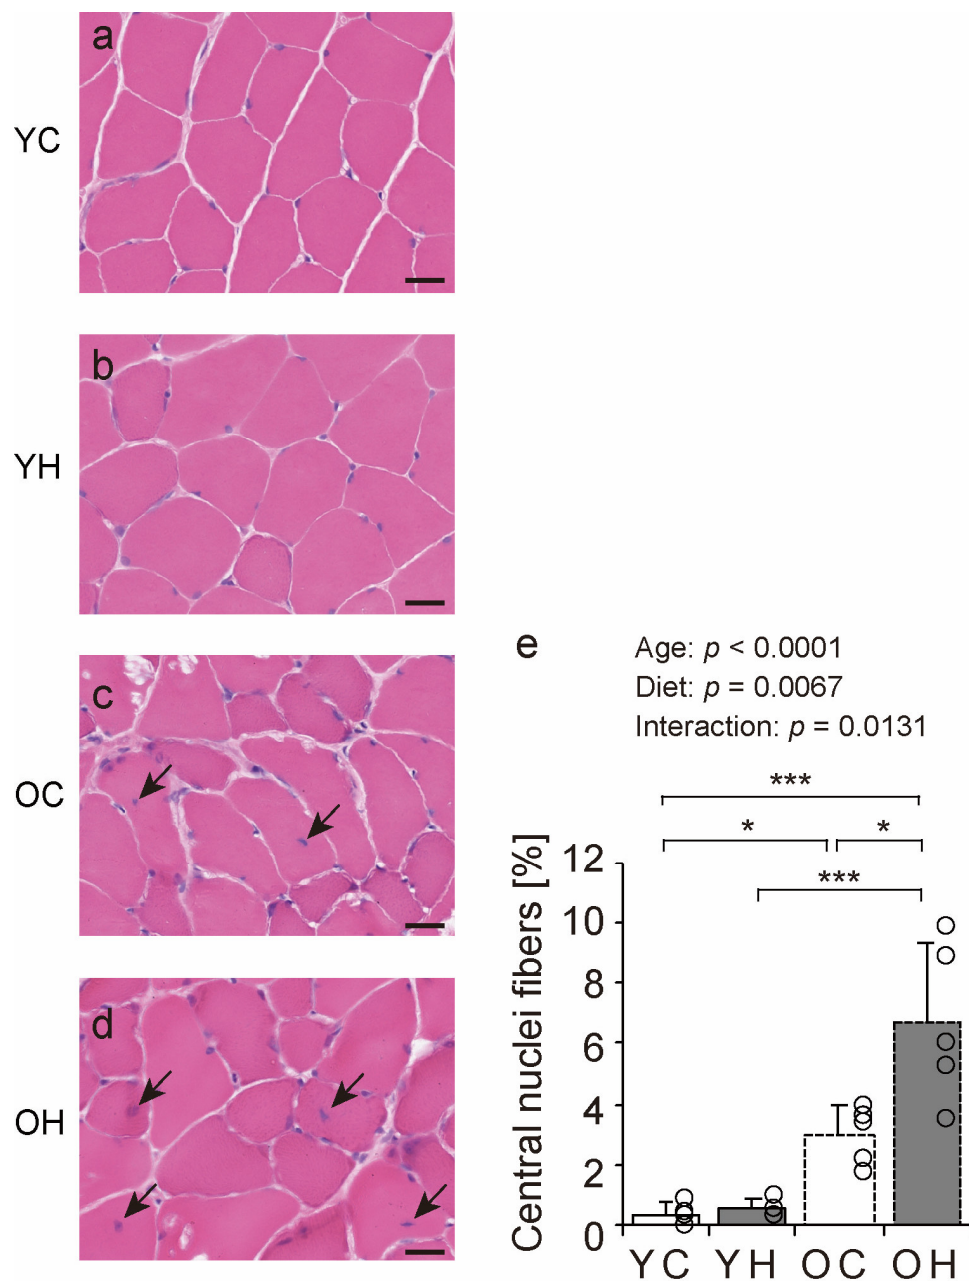 a
YC
b
YH
c
OC
d
OH
e
Age: p < 0.0001
Diet: p = 0.0067
Interaction: p = 0.0131
***
* *
***
Central nuclei fibers [%]
12
10
8
6
4
2
0
YC YH OC OH